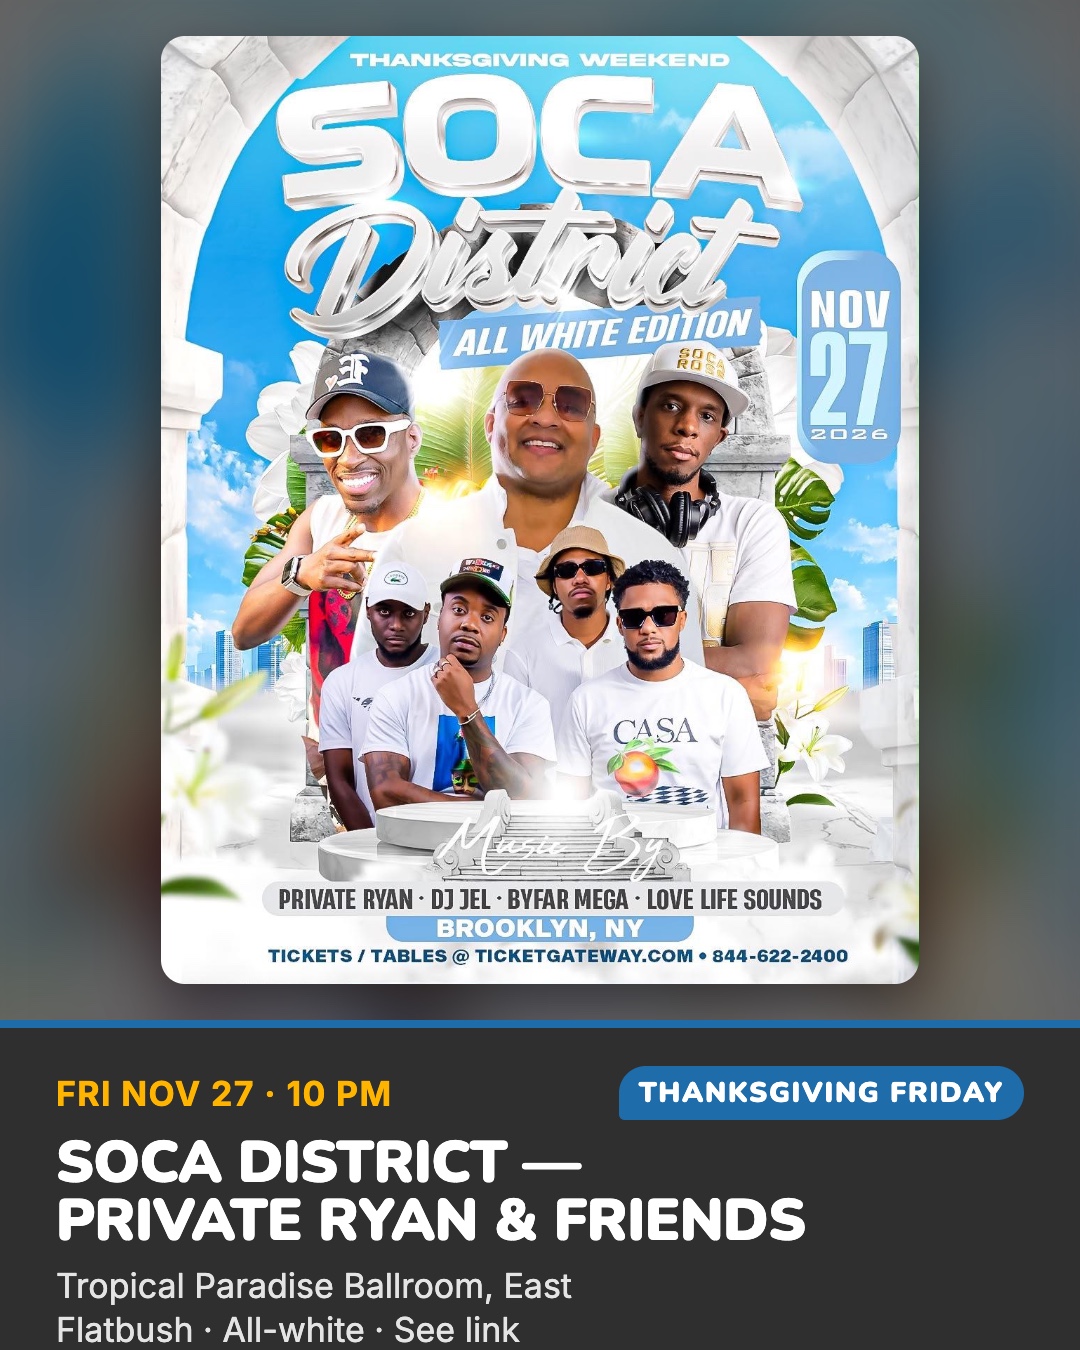 THANKSGIVING WEEKEND
SOCA
District
ALL WHITE EDITION
NOV
27
2026
SOCA
ROSS
CASA
Music By
PRIVATE RYAN · DJ JEL · BYFAR MEGA · LOVE LIFE SOUNDS
BROOKLYN, NY
TICKETS / TABLES @ TICKETGATEWAY.COM • 844-622-2400
FRI NOV 27 · 10 PM
THANKSGIVING FRIDAY
SOCA DISTRICT —
PRIVATE RYAN & FRIENDS
Tropical Paradise Ballroom, East
Flatbush · All-white · See link